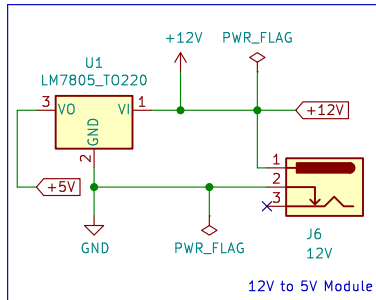 +12V
PWR_FLAG
U1
LM7805_TO220
3
VO
VI
1
+12V
GND
2
1
+5V
2
3
GND
PWR_FLAG
J6
12V
12V to 5V Module